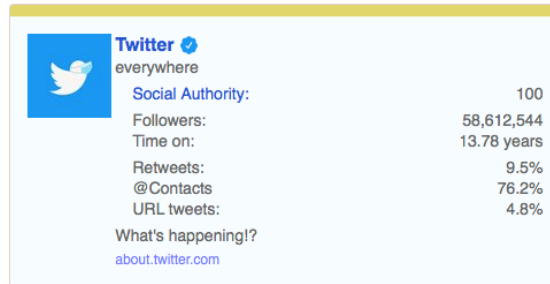 Twitter
everywhere
Social Authority: 100
Followers: 58,612,544
Time on: 13.78 years
Retweets: 9.5%
@Contacts 76.2%
URL tweets: 4.8%
What's happening!?
about.twitter.com